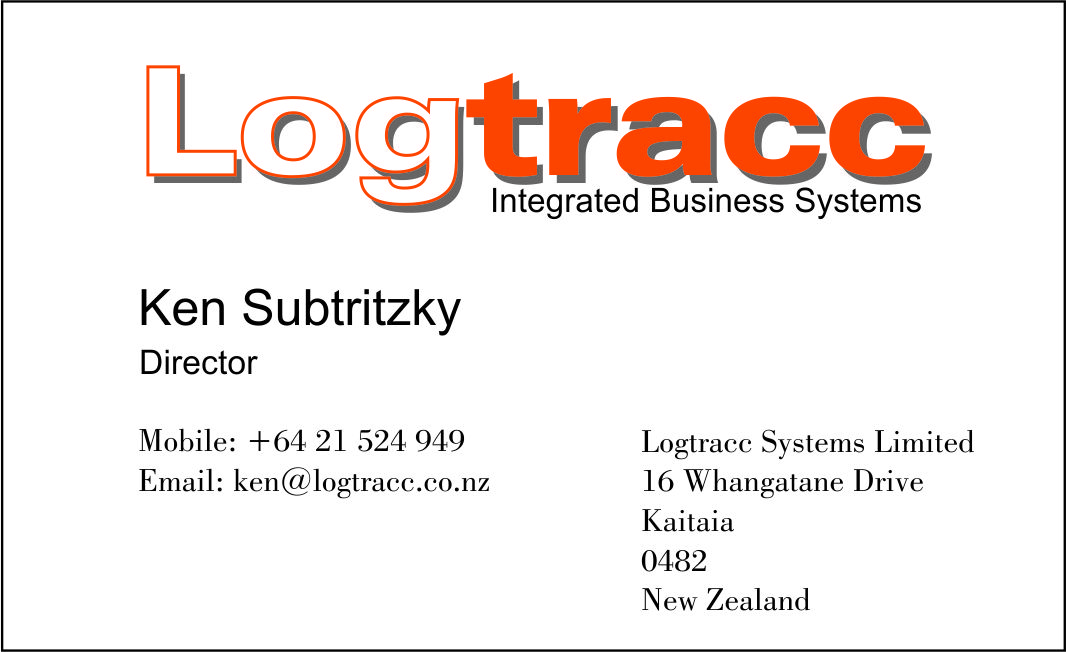 Logtracc
Integrated Business Systems
Ken Subtritzky
Director
Mobile: +64 21 524 949
Email: ken@logtracc.co.nz
Logtracc Systems Limited
16 Whangatane Drive
Kaitaia
0482
New Zealand